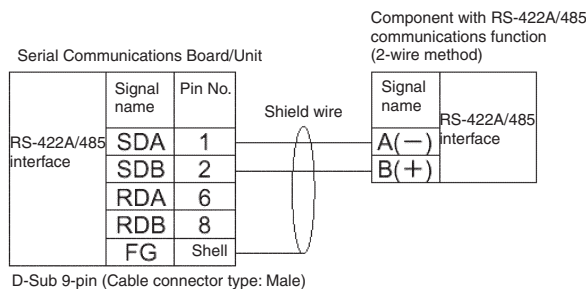 Component with RS-422A/485
communications function
(2-wire method)
Serial Communications Board/Unit
Signal
name
Pin No.
Shield wire
Signal
name
RS-422A/485
interface
RS-422A/485
interface
SDA 1
A(−)
SDB 2
B(+)
RDA 6
RDB 8
FG Shell
D-Sub 9-pin (Cable connector type: Male)